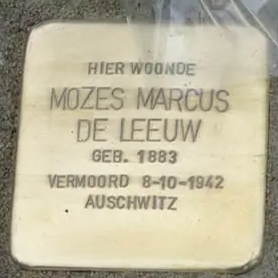 HIER WOONDE
MOZES MARCUS
DE LEEUW
GEB. 1883
VERMOORD 8-10-1942
AUSCHWITZ